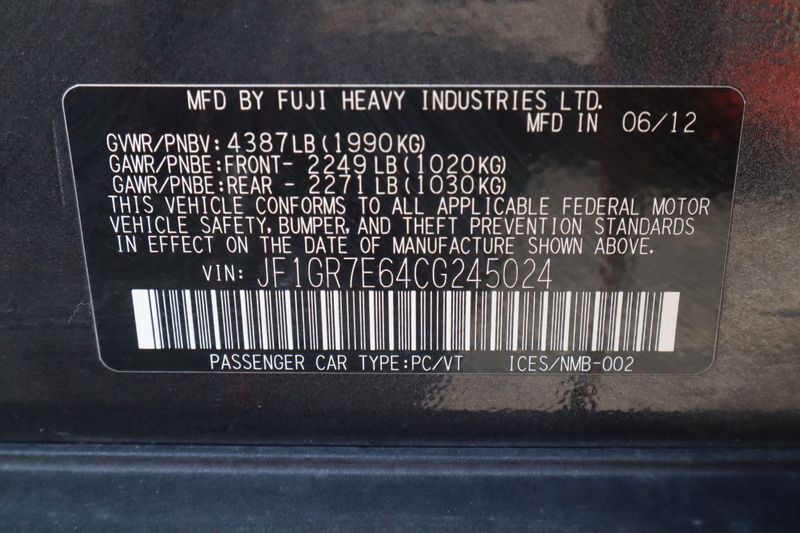 MFD BY FUJI HEAVY INDUSTRIES LTD.
MFD IN 06/12
GVWR/PNBV: 4387LB(1990KG)
GAWR/PNBE:FRONT- 2249LB(1020KG)
GAWR/PNBE:REAR - 2271LB(1030KG)
THIS VEHICLE CONFORMS TO ALL APPLICABLE FEDERAL MOTOR
VEHICLE SAFETY, BUMPER, AND THEFT PREVENTION STANDARDS
IN EFFECT ON THE DATE OF MANUFACTURE SHOWN ABOVE.
VIN: JF1GR7E64CG245024
PASSENGER CAR TYPE:PC/VT ICES/NMB-002